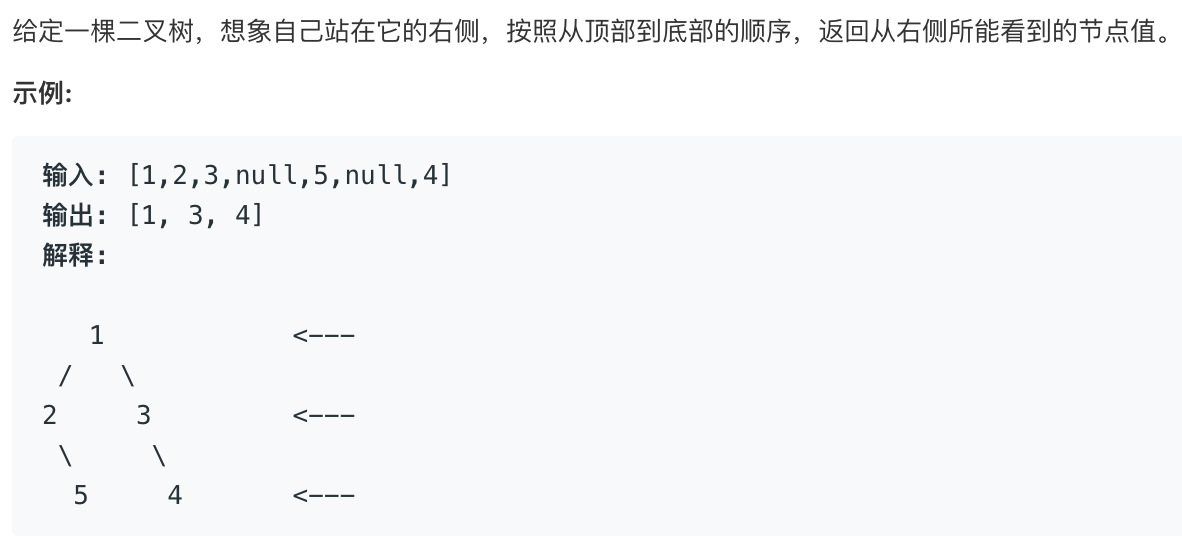 给定一棵二叉树，想象自己站在它的右侧，按照从顶部到底部的顺序，返回从右侧所能看到的节点值。
示例:
输入: [1,2,3,null,5,null,4]
输出: [1, 3, 4]
解释:
   1            <---
 /   \
2     3         <---
 \     \
  5     4       <---